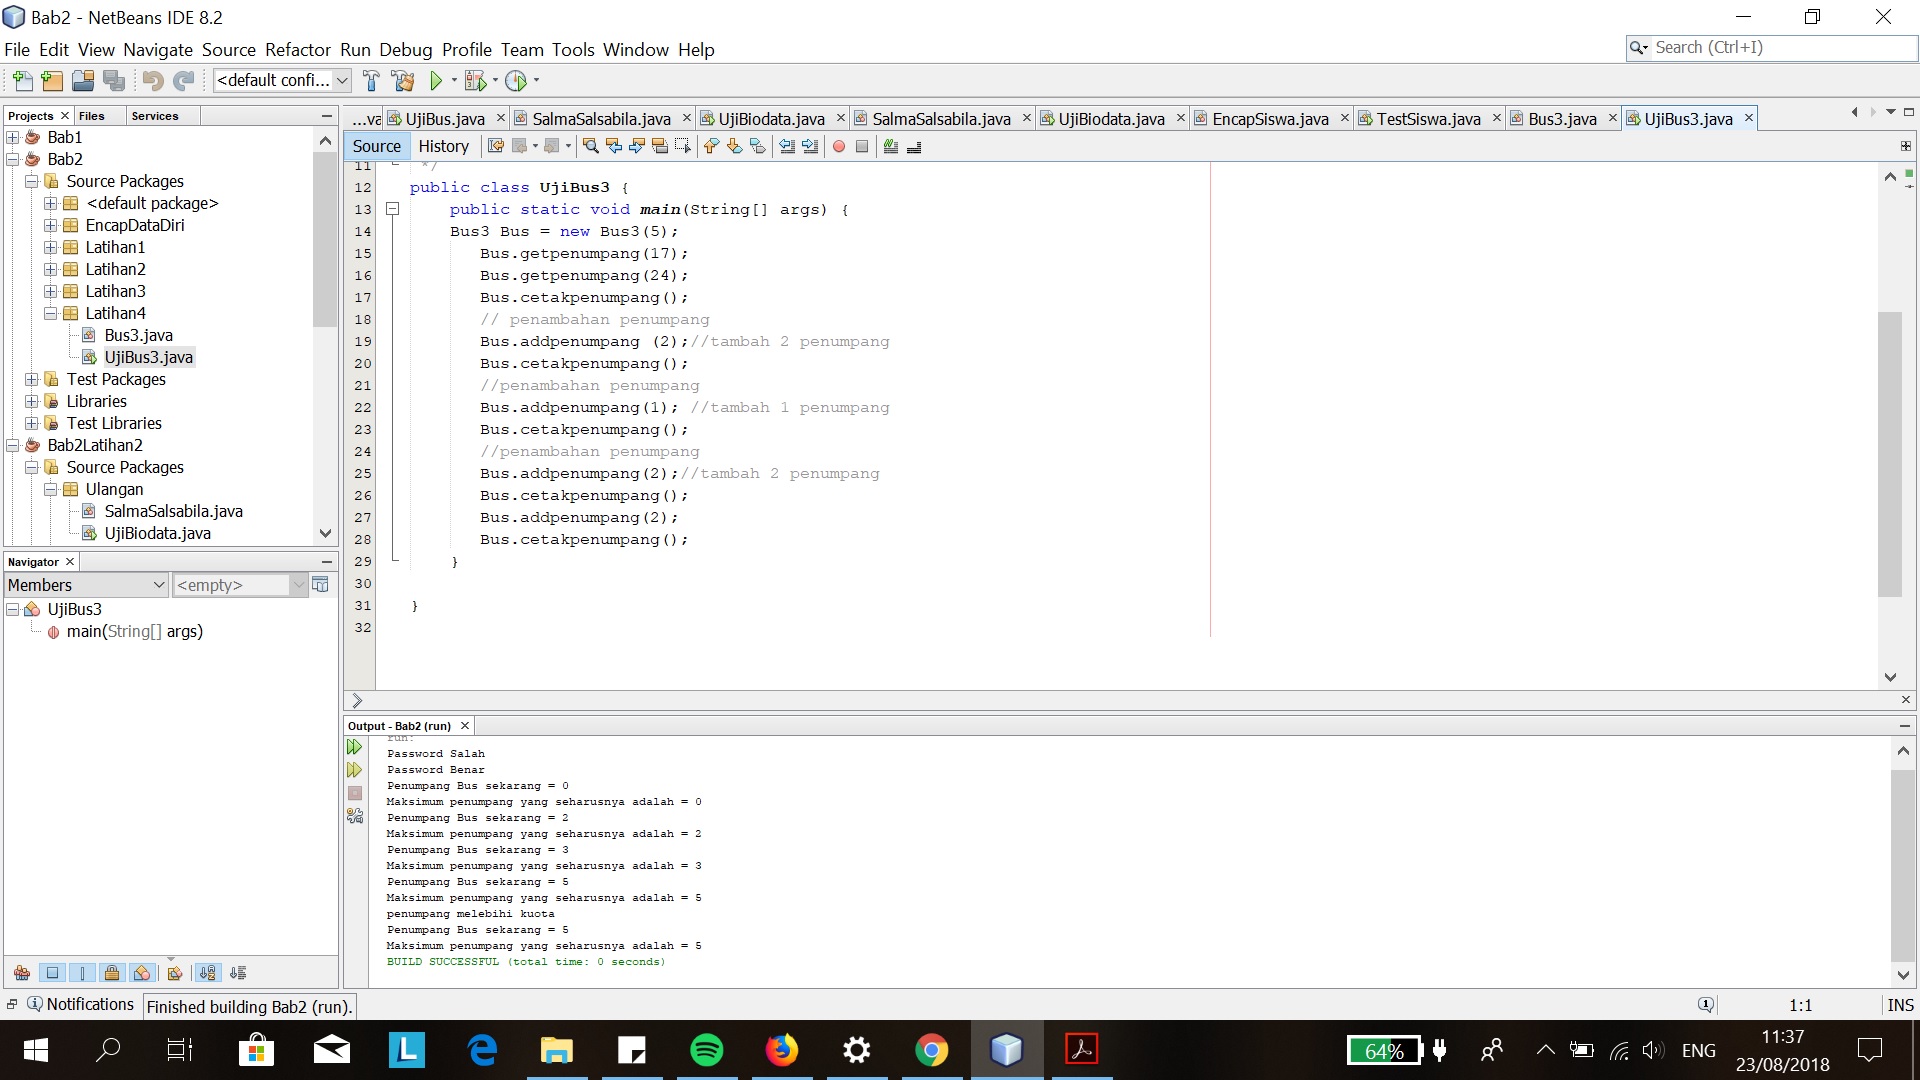 Bab2 - NetBeans IDE 8.2
File Edit View Navigate Source Refactor Run Debug Profile Team Tools Window Help
Search (Ctrl+I)
<default confi...
Projects Files Services
Bab1
Bab2
Source Packages
<default package>
EncapDataDiri
Latihan1
Latihan2
Latihan3
Latihan4
Bus3.java
UjiBus3.java
Test Packages
Libraries
Test Libraries
Bab2Latihan2
Source Packages
Ulangan
SalmaSalsabila.java
UjiBiodata.java
Navigator
Members <empty>
UjiBus3
main(String[] args)
...va UjiBus.java SalmaSalsabila.java UjiBiodata.java SalmaSalsabila.java UjiBiodata.java EncapSiswa.java TestSiswa.java Bus3.java UjiBus3.java
Source History
11 */
12 public class UjiBus3 {
13 public static void main(String[] args) {
14 Bus3 Bus = new Bus3(5);
15 Bus.getpenumpang(17);
16 Bus.getpenumpang(24);
17 Bus.cetakpenumpang();
18 // penambahan penumpang
19 Bus.addpenumpang (2);//tambah 2 penumpang
20 Bus.cetakpenumpang();
21 //penambahan penumpang
22 Bus.addpenumpang(1); //tambah 1 penumpang
23 Bus.cetakpenumpang();
24 //penambahan penumpang
25 Bus.addpenumpang(2);//tambah 2 penumpang
26 Bus.cetakpenumpang();
27 Bus.addpenumpang(2);
28 Bus.cetakpenumpang();
29 }
30
31 }
32
Output - Bab2 (run)
run:
Password Salah
Password Benar
Penumpang Bus sekarang = 0
Maksimum penumpang yang seharusnya adalah = 0
Penumpang Bus sekarang = 2
Maksimum penumpang yang seharusnya adalah = 2
Penumpang Bus sekarang = 3
Maksimum penumpang yang seharusnya adalah = 3
Penumpang Bus sekarang = 5
Maksimum penumpang yang seharusnya adalah = 5
penumpang melebihi kuota
Penumpang Bus sekarang = 5
Maksimum penumpang yang seharusnya adalah = 5
BUILD SUCCESSFUL (total time: 0 seconds)
Notifications Finished building Bab2 (run). 1:1 INS
64% ENG 11:37
23/08/2018